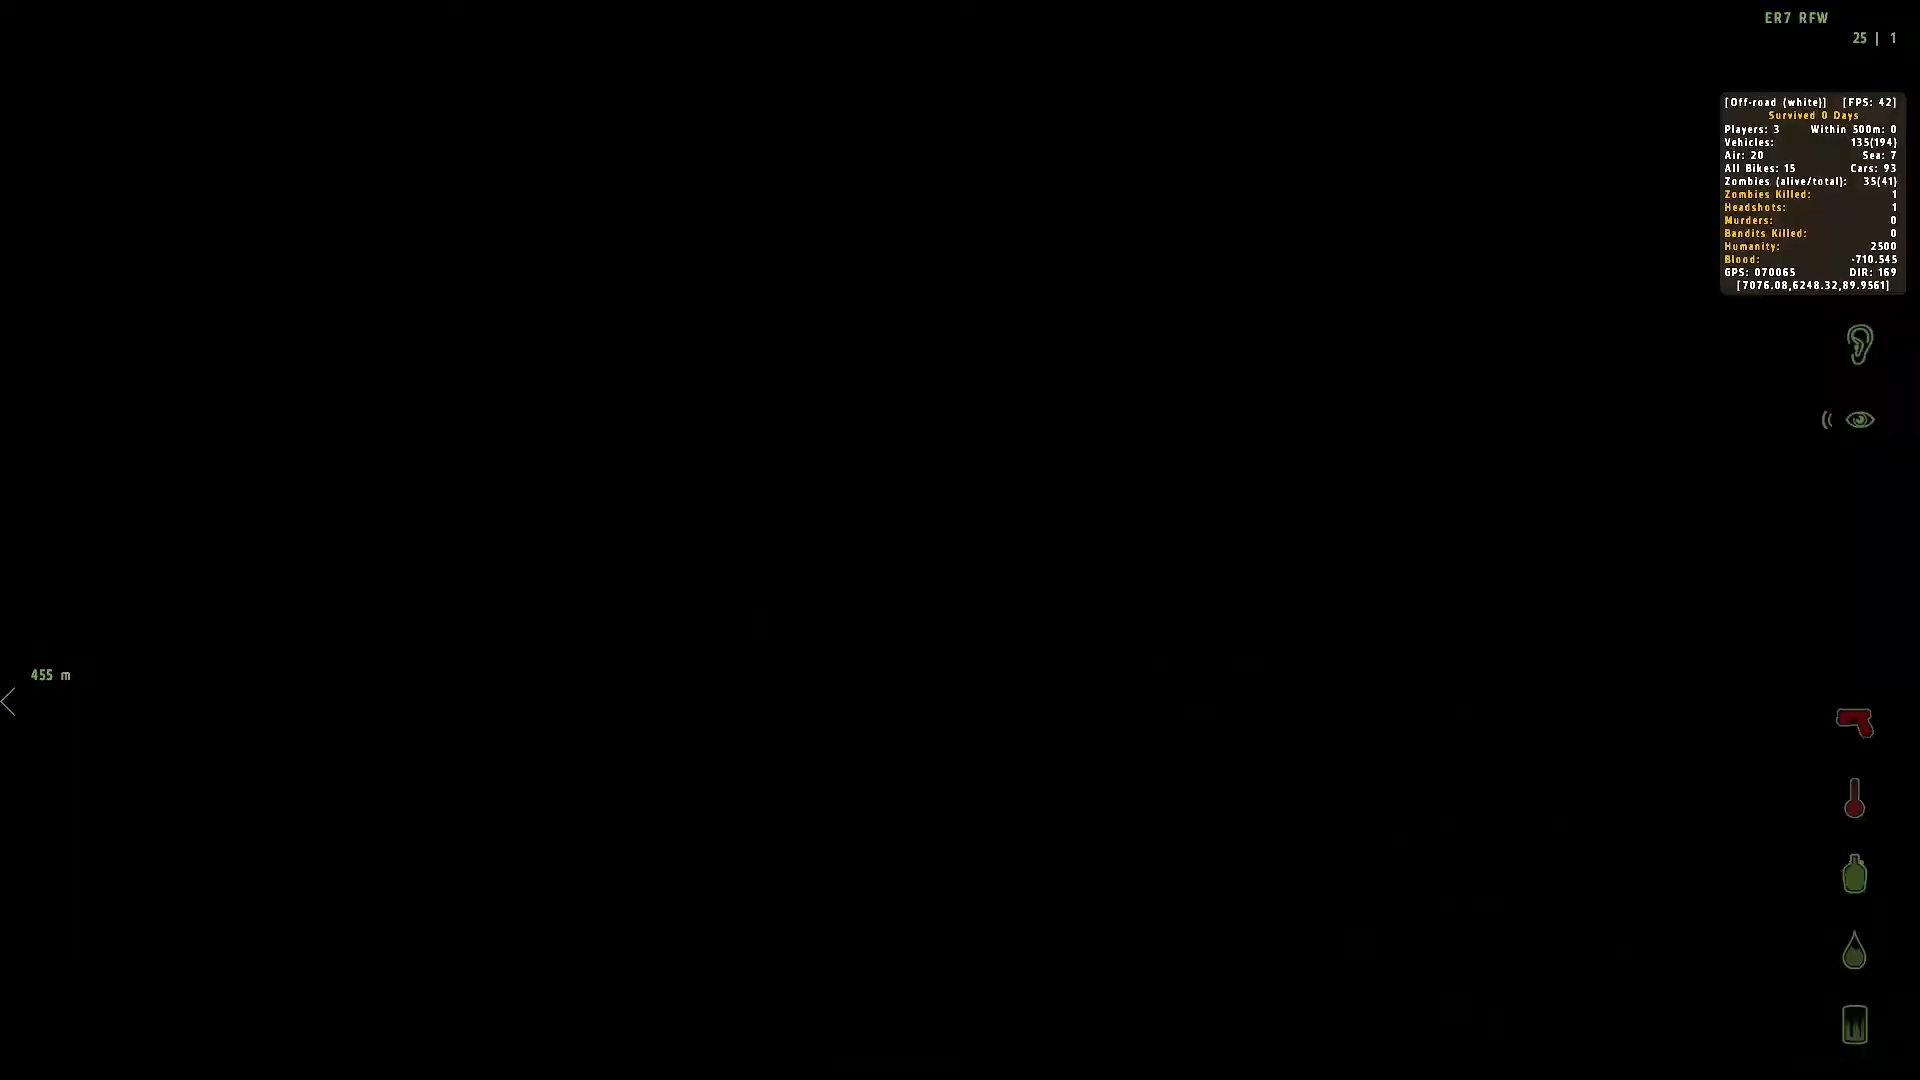 ER7 RFW
25 | 1
[Off-road (white)] [FPS: 42]
Survived 0 Days
Players: 3 Within 500m: 0
Vehicles: 135(194)
Air: 20 Sea: 7
All Bikes: 15 Cars: 93
Zombies (alive/total): 35(41)
Zombies Killed: 1
Headshots: 1
Murders: 0
Bandits Killed: 0
Humanity: 2500
Blood: -710.545
GPS: 070065 DIR: 169
[7076.08,6248.32,89.9561]
455 m